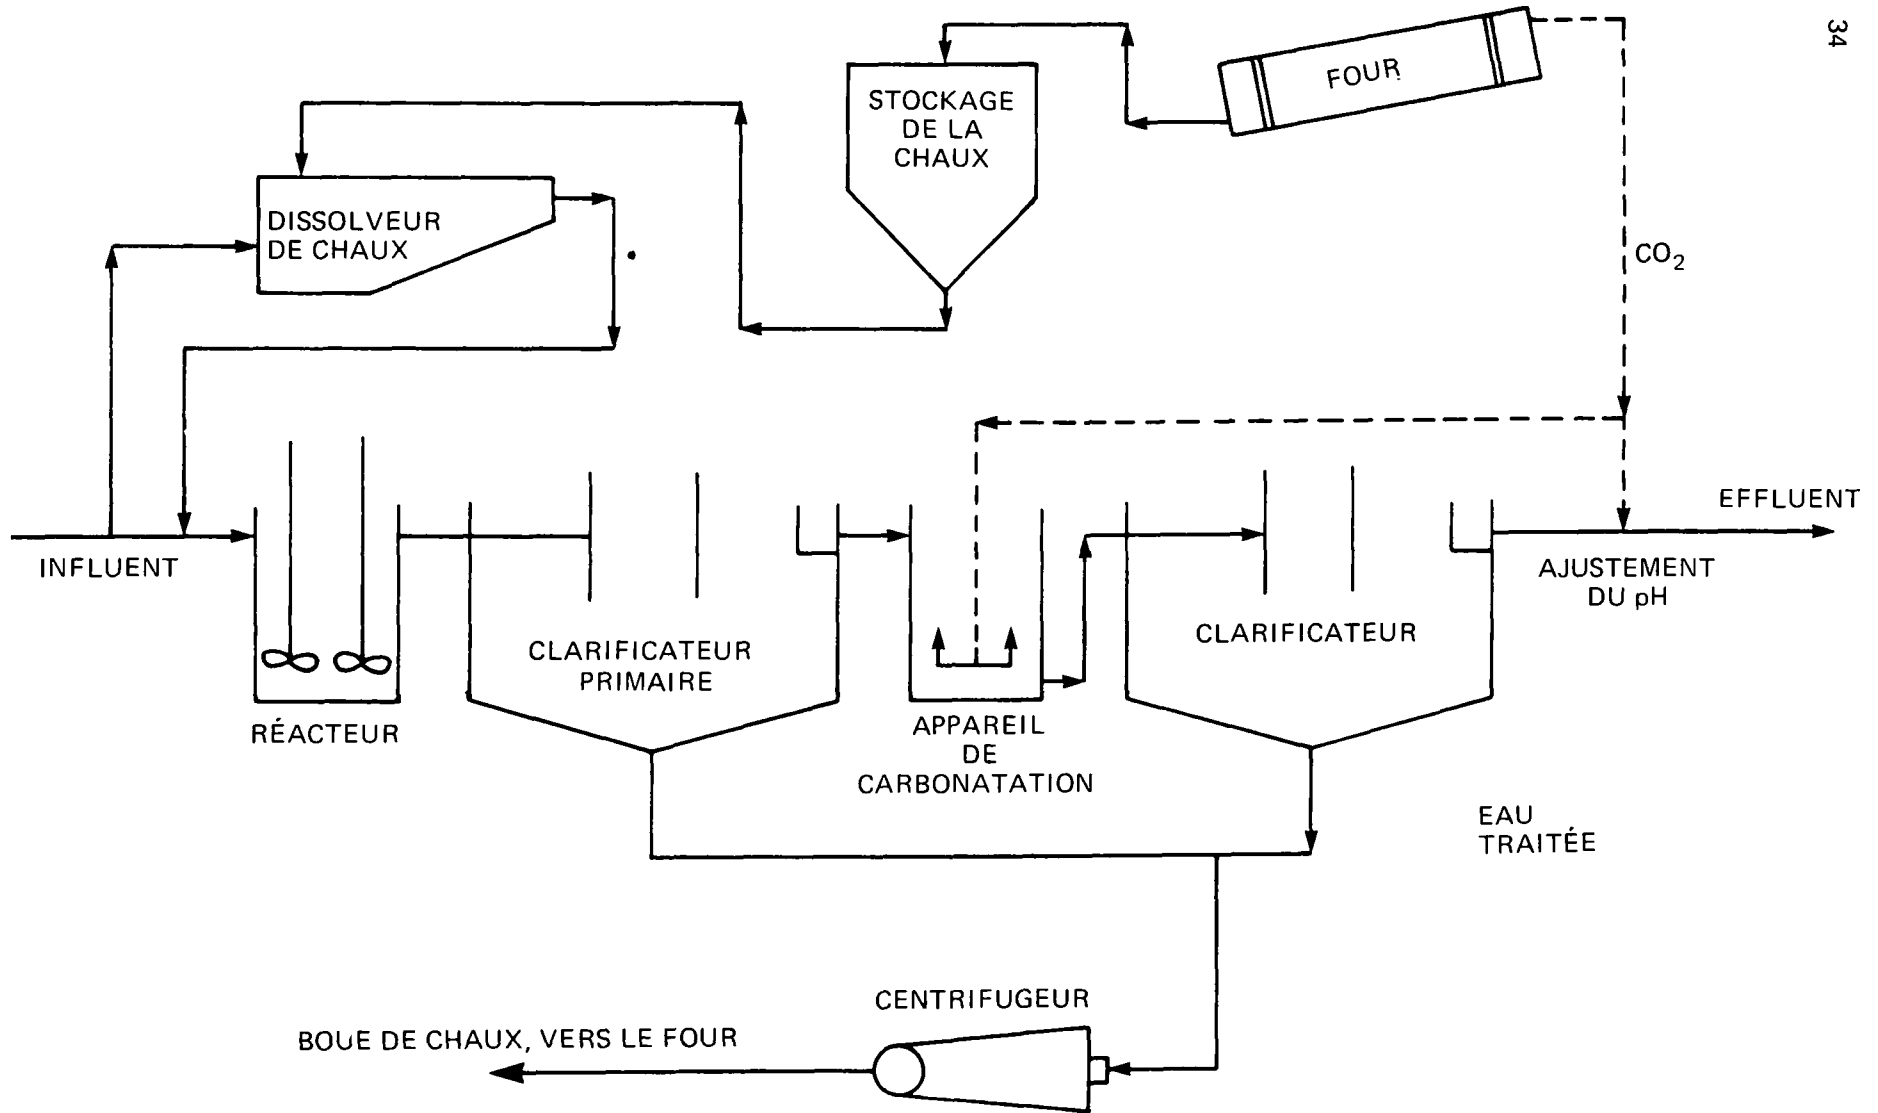 34
FOUR
STOCKAGE
DE LA
CHAUX
DISSOLVEUR
DE CHAUX
CO2
EFFLUENT
INFLUENT
AJUSTEMENT
DU pH
CLARIFICATEUR
PRIMAIRE
CLARIFICATEUR
RÉACTEUR
APPAREIL
DE
CARBONATATION
EAU
TRAITÉE
CENTRIFUGEUR
BOUE DE CHAUX, VERS LE FOUR